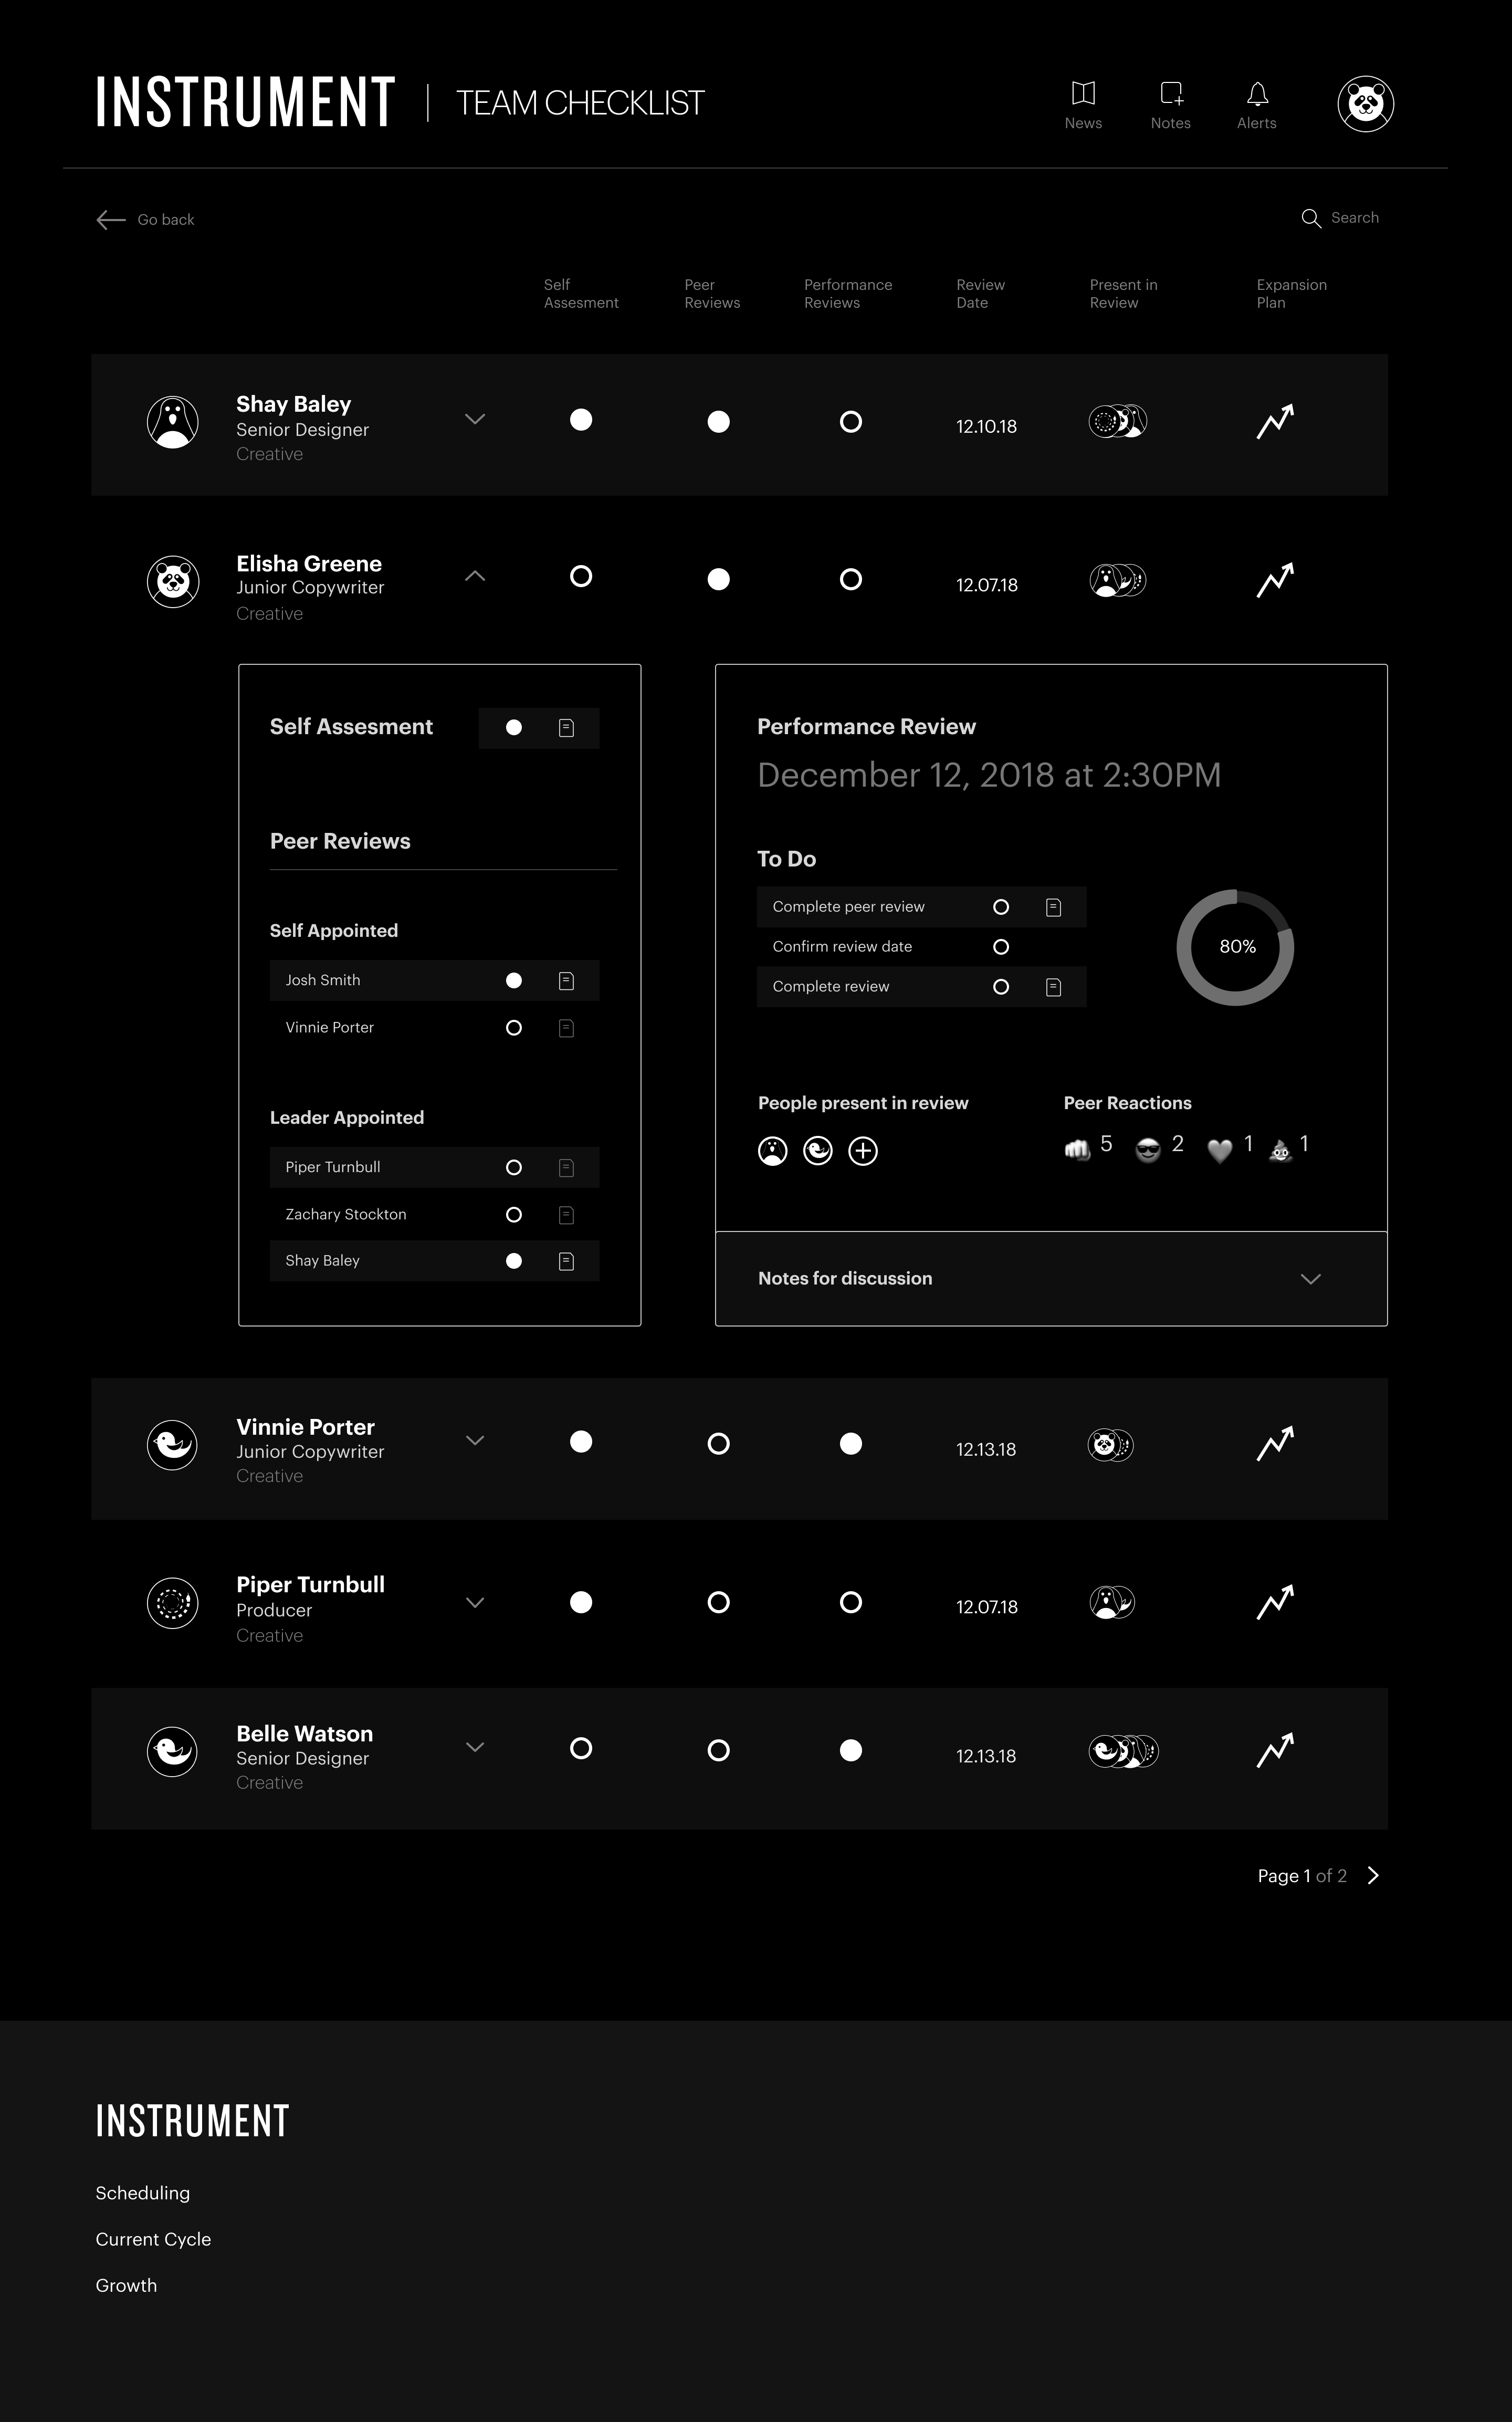 INSTRUMENT
TEAM CHECKLIST
News
Notes
Alerts
Go back
Search
Self
Assesment
Peer
Reviews
Performance
Reviews
Review
Date
Present in
Review
Expansion
Plan
Shay Baley
Senior Designer
Creative
12.10.18
Elisha Greene
Junior Copywriter
Creative
12.07.18
Self Assesment
Peer Reviews
Self Appointed
Josh Smith
Vinnie Porter
Leader Appointed
Piper Turnbull
Zachary Stockton
Shay Baley
Performance Review
December 12, 2018 at 2:30PM
To Do
Complete peer review
Confirm review date
Complete review
80%
People present in review
Peer Reactions
5 2 1 1
Notes for discussion
Vinnie Porter
Junior Copywriter
Creative
12.13.18
Piper Turnbull
Producer
Creative
12.07.18
Belle Watson
Senior Designer
Creative
12.13.18
Page 1 of 2
INSTRUMENT
Scheduling
Current Cycle
Growth